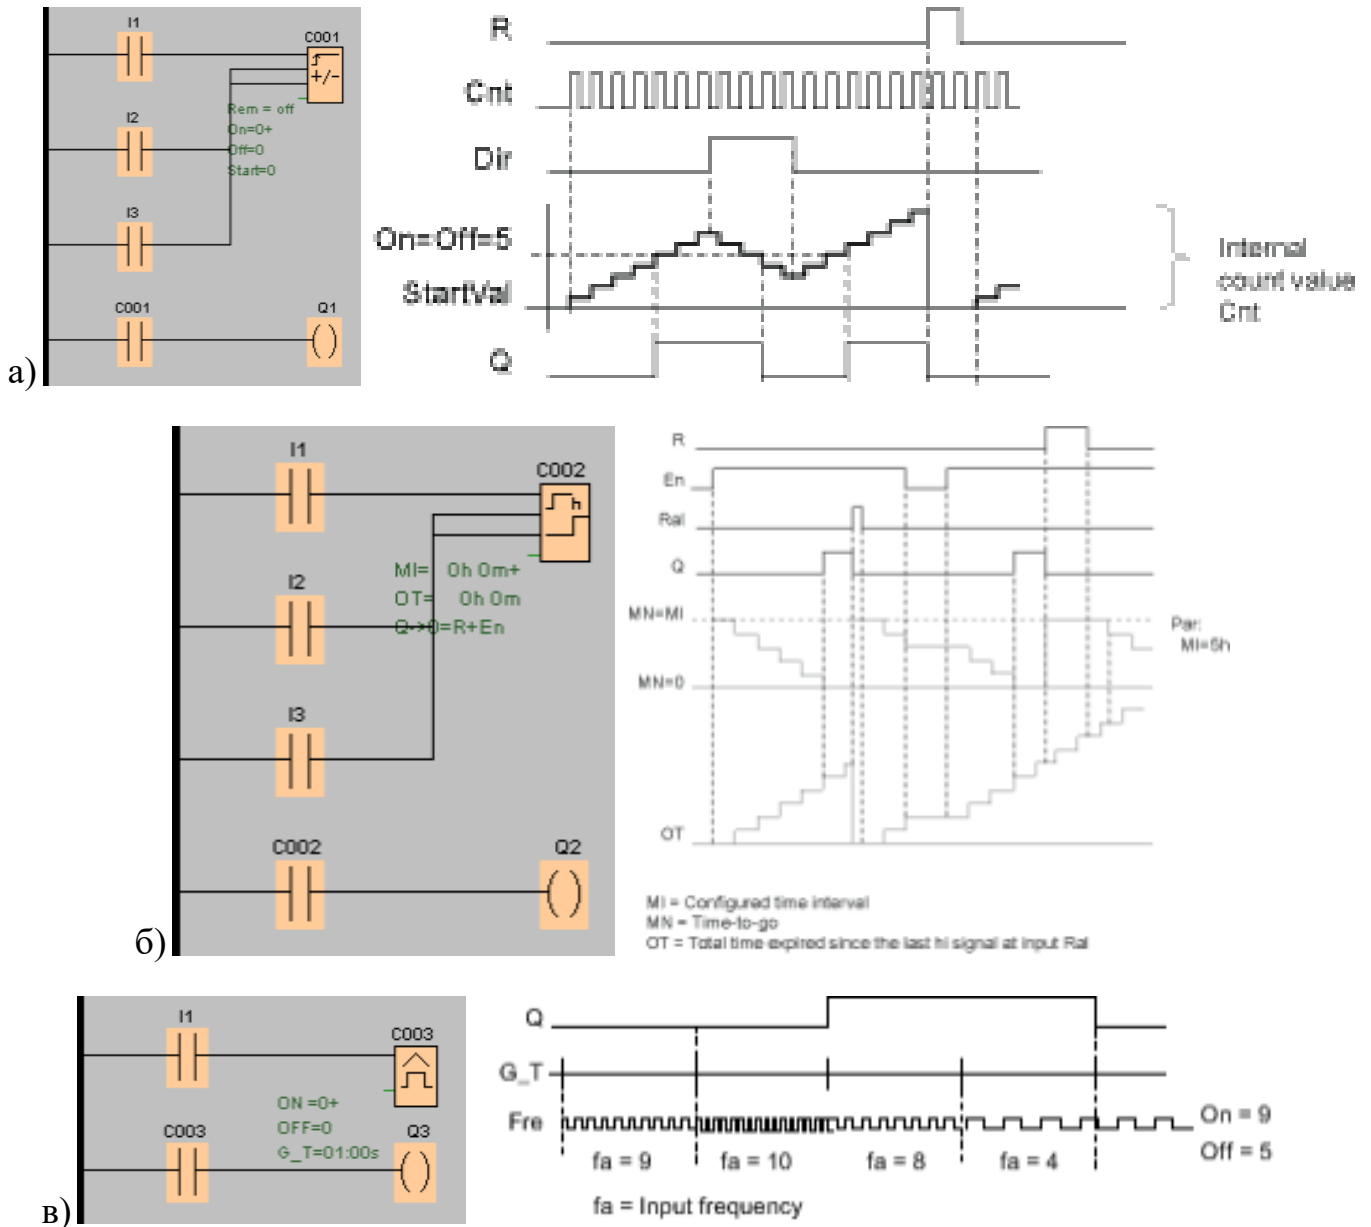 I1
C001
+/-
Rem = off
On=0+
Off=0
Start=0
I2
I3
C001
Q1
а)
R
Cnt
Dir
On=Off=5
StartVal
Q
Internal
count value
Cnt
I1
C002
h
MI= 0h 0m+
OT= 0h 0m
Q->0=R+En
I2
I3
C002
Q2
б)
R
En
Ral
Q
MN=MI
MN=0
OT
Par:
MI=5h
MI = Configured time interval
MN = Time-to-go
OT = Total time expired since the last hi signal at input Ral
I1
C003
ON =0+
OFF=0
G_T=01:00s
C003
Q3
в)
Q
G_T
Fre
On = 9
Off = 5
fa = 9
fa = 10
fa = 8
fa = 4
fa = Input frequency